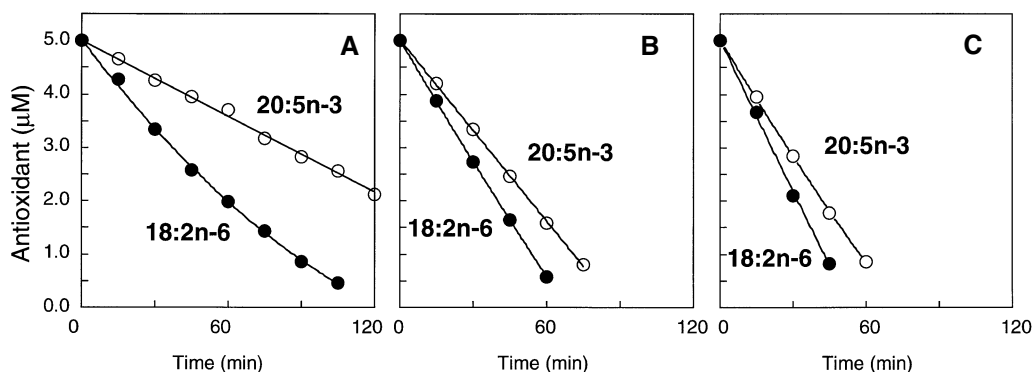 A B C
5.0
4.0
3.0
2.0
1.0
0.0
Antioxidant (μM)
20:5n-3
18:2n-6
20:5n-3
18:2n-6
20:5n-3
18:2n-6
0 60 120 0 60 120 0 60 120
Time (min) Time (min) Time (min)